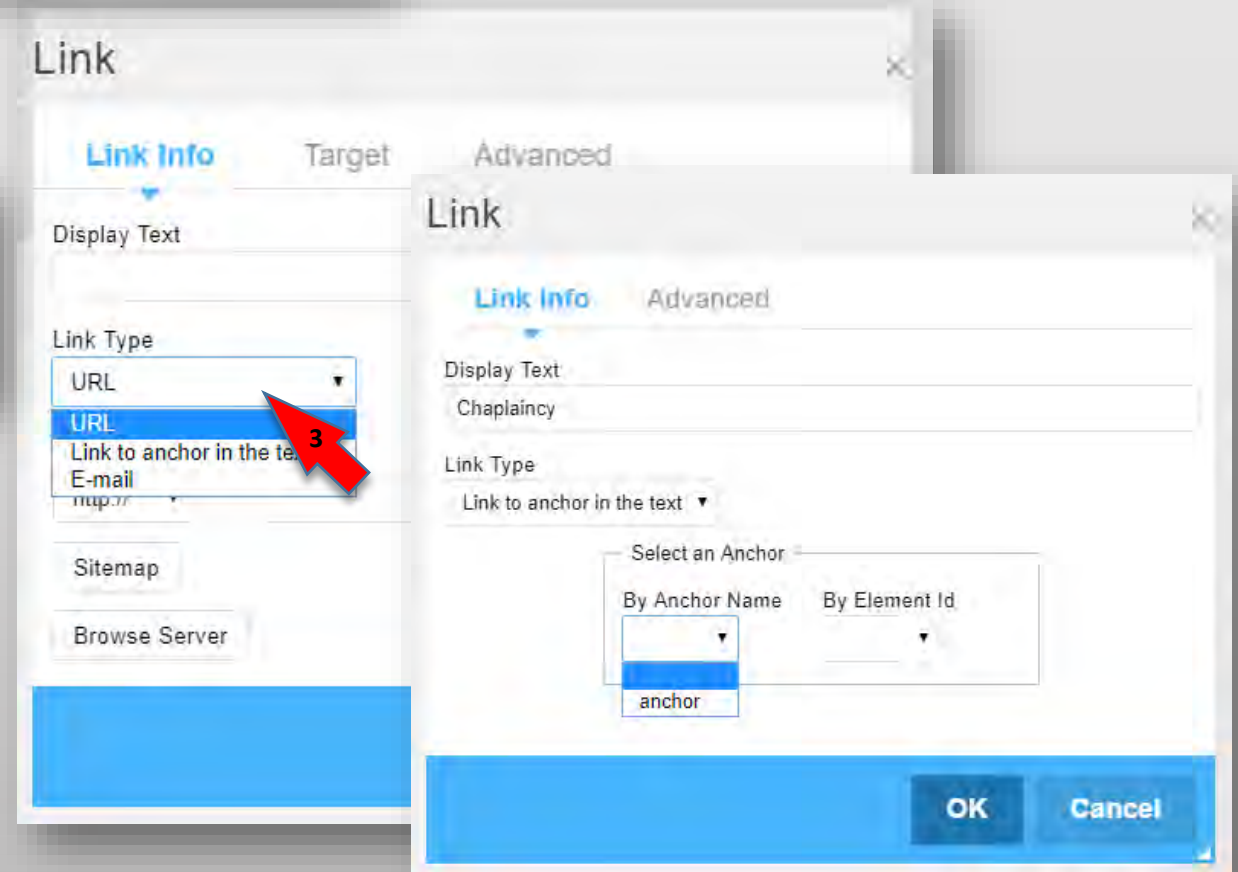 Link
Link Info Target Advanced
Display Text
Link Type
URL
URL
Link to anchor in the
E-mail
http://
Sitemap
Browse Server
3
Link
Link Info Advanced
Display Text
Chaplaincy
Link Type
Link to anchor in the text
Select an Anchor
By Anchor Name By Element Id
anchor
OK Cancel